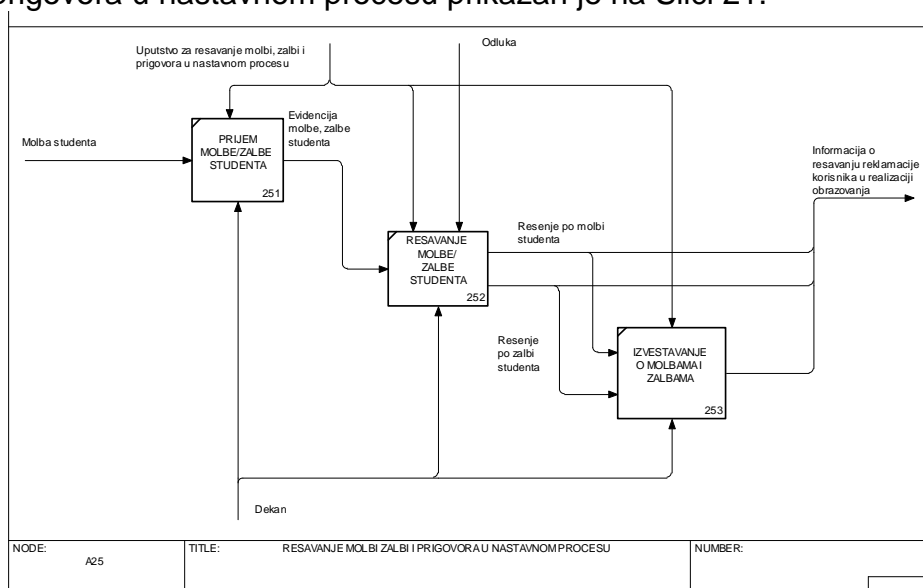 prigovora u nastavnom procesu prikazan je na Slici 21.
Uputstvo za resavanje molbi, zalbi i
prigovora u nastavnom procesu
Odluka
Molba studenta
PRIJEM
MOLBE/ZALBE
STUDENTA
251
Evidencija
molbe, zalbe
studenta
Informacija o
resavanju reklamacije
korisnika u realizaciji
obrazovanja
RESAVANJE
MOLBE/
ZALBE
STUDENTA
252
Resenje po molbi
studenta
Resenje
po zalbi
studenta
IZVESTAVANJE
O MOLBAMA I
ZALBAMA
253
Dekan
NODE:
A25
TITLE:
RESAVANJE MOLBI ZALBI I PRIGOVORA U NASTAVNOM PROCESU
NUMBER: